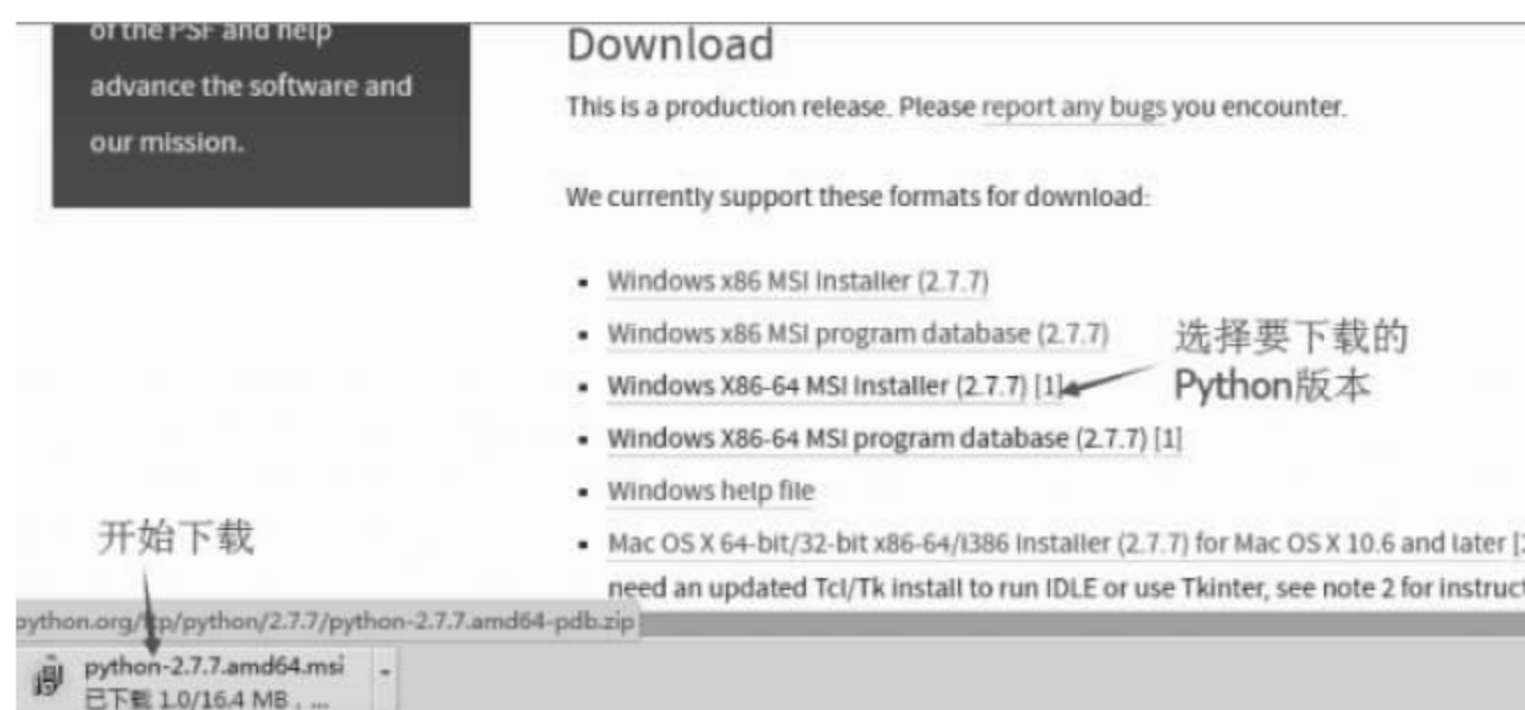 of the PSF and help
advance the software and
our mission.
Download
This is a production release. Please report any bugs you encounter.
We currently support these formats for download:
Windows x86 MSI Installer (2.7.7)
Windows x86 MSI program database (2.7.7)
Windows X86-64 MSI Installer (2.7.7) [1]
Windows X86-64 MSI program database (2.7.7) [1]
Windows help file
Mac OS X 64-bit/32-bit x86-64/i386 Installer (2.7.7) for Mac OS X 10.6 and later [2
need an updated Tcl/Tk install to run IDLE or use Tkinter, see note 2 for instruct
选择要下载的
Python版本
开始下载
python.org/ftp/python/2.7.7/python-2.7.7.amd64-pdb.zip
python-2.7.7.amd64.msi
已下载 1.0/16.4 MB , ...